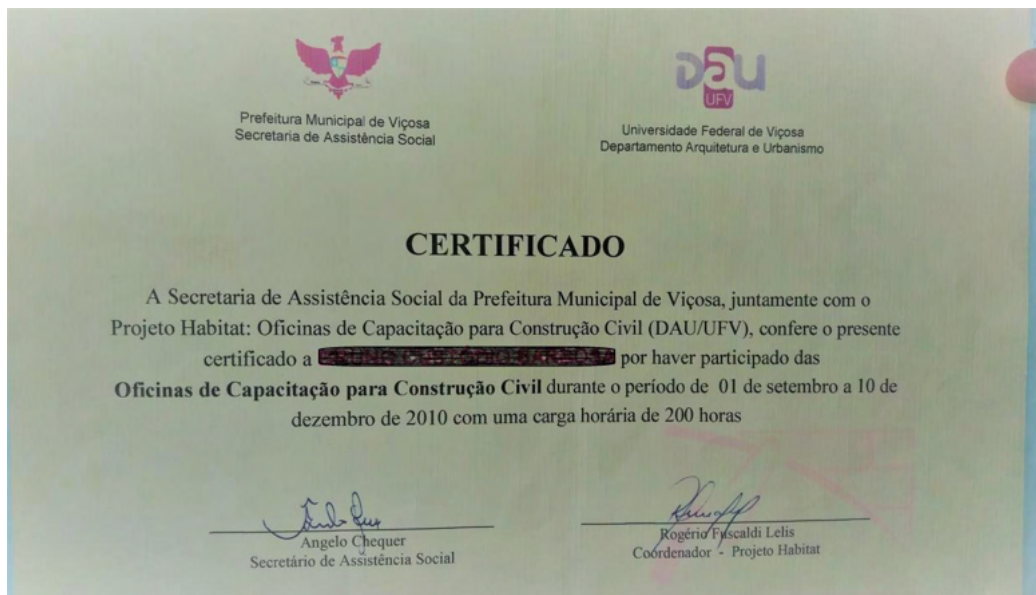 Prefeitura Municipal de Viçosa
Secretaria de Assistência Social
DAU
UFV
Universidade Federal de Viçosa
Departamento Arquitetura e Urbanismo
CERTIFICADO
A Secretaria de Assistência Social da Prefeitura Municipal de Viçosa, juntamente com o
Projeto Habitat: Oficinas de Capacitação para Construção Civil (DAU/UFV), confere o presente
certificado a por haver participado das
Oficinas de Capacitação para Construção Civil durante o período de 01 de setembro a 10 de
dezembro de 2010 com uma carga horária de 200 horas
Angelo Chequer
Secretário de Assistência Social
Rogério Fuscaldi Lelis
Coordenador - Projeto Habitat